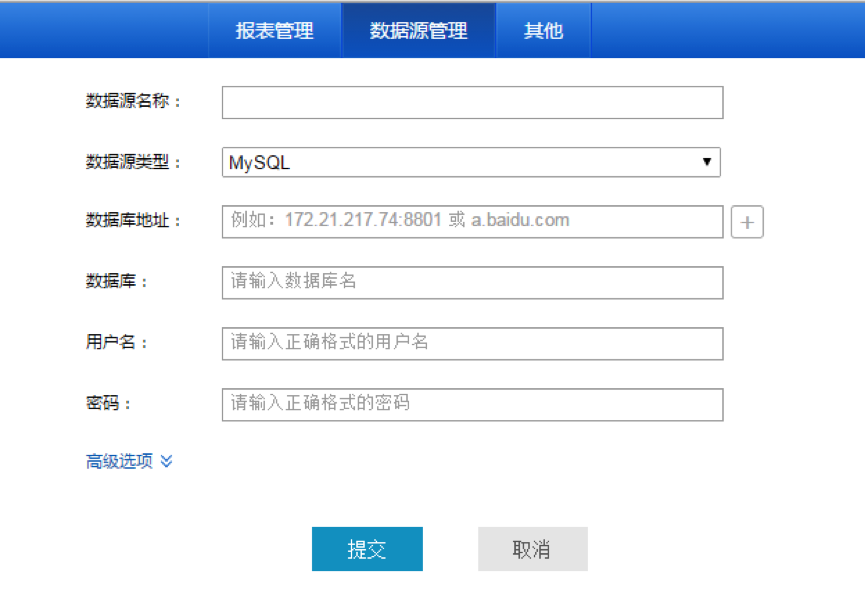 报表管理 数据源管理 其他
数据源名称：
数据源类型： MySQL
数据库地址： 例如：172.21.217.74:8801 或 a.baidu.com
数据库： 请输入数据库名
用户名： 请输入正确格式的用户名
密码： 请输入正确格式的密码
高级选项
提交 取消